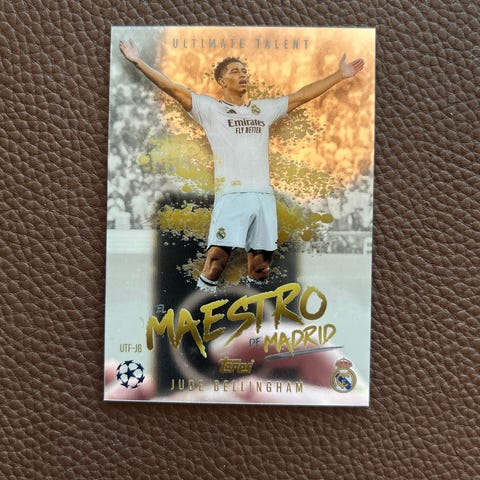 ULTIMATE TALENT
Emirates
FLY BETTER
EL
MAESTRO
DE MADRID
UTF-JB
Topps
JUDE BELLINGHAM